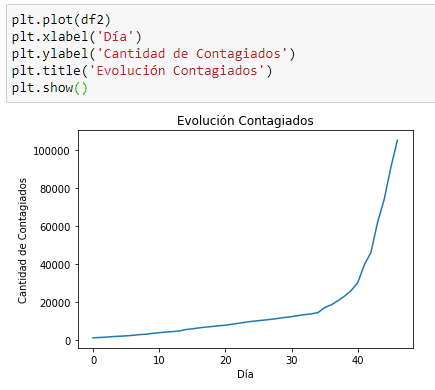 plt.plot(df2)
plt.xlabel('Día')
plt.ylabel('Cantidad de Contagiados')
plt.title('Evolución Contagiados')
plt.show()
Evolución Contagiados
100000
80000
60000
40000
20000
0
Cantidad de Contagiados
0 10 20 30 40
Día